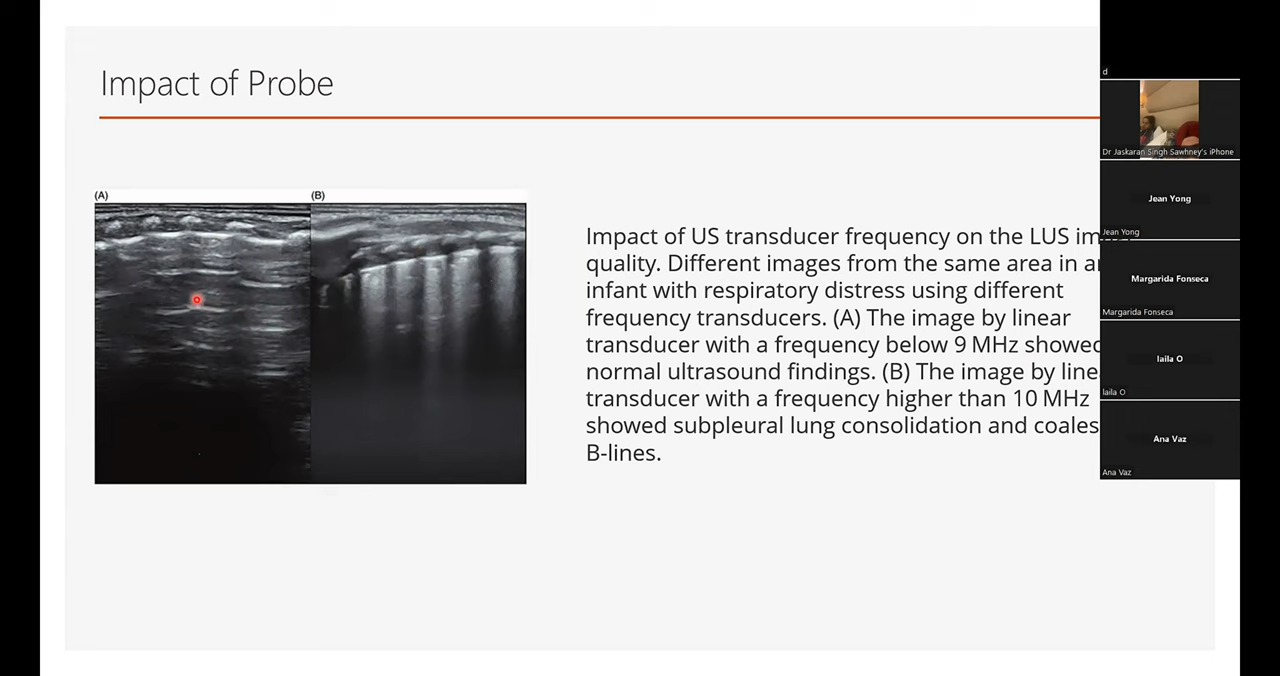 Impact of Probe
(A)
(B)
Impact of US transducer frequency on the LUS
quality. Different images from the same area in
infant with respiratory distress using different
frequency transducers. (A) The image by linear
transducer with a frequency below 9 MHz showed
normal ultrasound findings. (B) The image by
transducer with a frequency higher than 10 MHz
showed subpleural lung consolidation and
B-lines.
d
Dr Jaskaran Singh Sawhney's iPhone
Jean Yong
Jean Yong
Margarida Fonseca
Margarida Fonseca
laila O
laila O
Ana Vaz
Ana Vaz